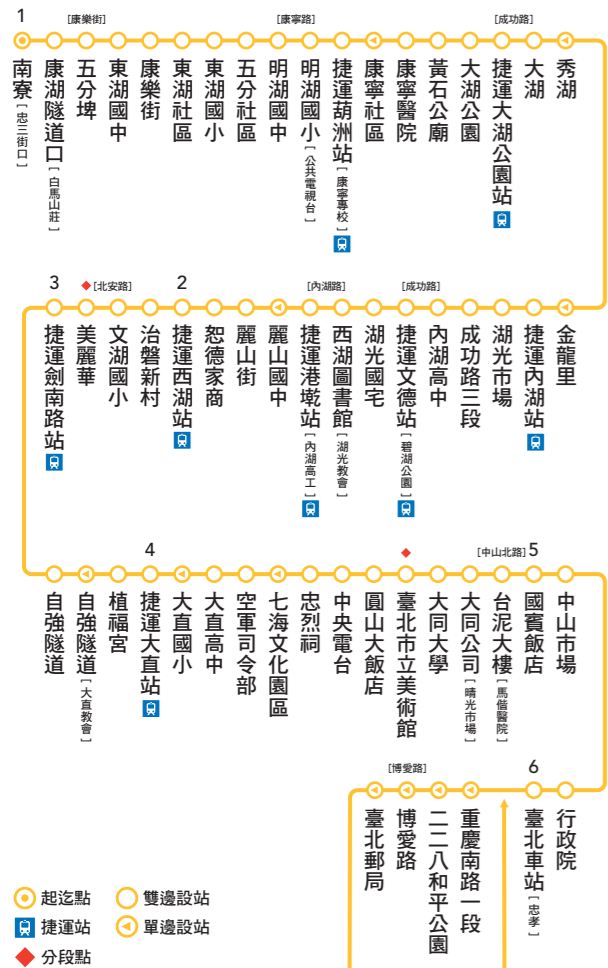 1
[康樂街]
[康寧路]
[成功路]
南寮[忠三街口]
康湖隧道口[白馬山莊]
五分埤
東湖國中
康樂街
東湖社區
東湖國小
五分社區
明湖國中
明湖國小[公共電視台]
捷運葫洲站[康寧專校]
康寧社區
康寧醫院
黃石公廟
大湖公園
捷運大湖公園站
大湖
秀湖
3
[北安路]
2
[內湖路]
[成功路]
捷運劍南路站
美麗華
文湖國小
治磐新村
捷運西湖站
恕德家商
麗山街
麗山國中
捷運港墘站[內湖高工]
西湖圖書館[湖光教會]
湖光國宅
捷運文德站[碧湖公園]
內湖高中
成功路三段
湖光市場
捷運內湖站
金龍里
4
[中山北路]
5
自強隧道
自強隧道[大直教會]
植福宮
捷運大直站
大直國小
大直高中
空軍司令部
七海文化園區
忠烈祠
中央電台
圓山大飯店
臺北市立美術館
大同大學
大同公司[晴光市場]
台泥大樓[馬偕醫院]
國賓飯店
中山市場
[博愛路]
6
臺北郵局
博愛路
二二八和平公園
重慶南路一段
臺北車站[忠孝]
行政院
起迄點
雙邊設站
捷運站
單邊設站
分段點